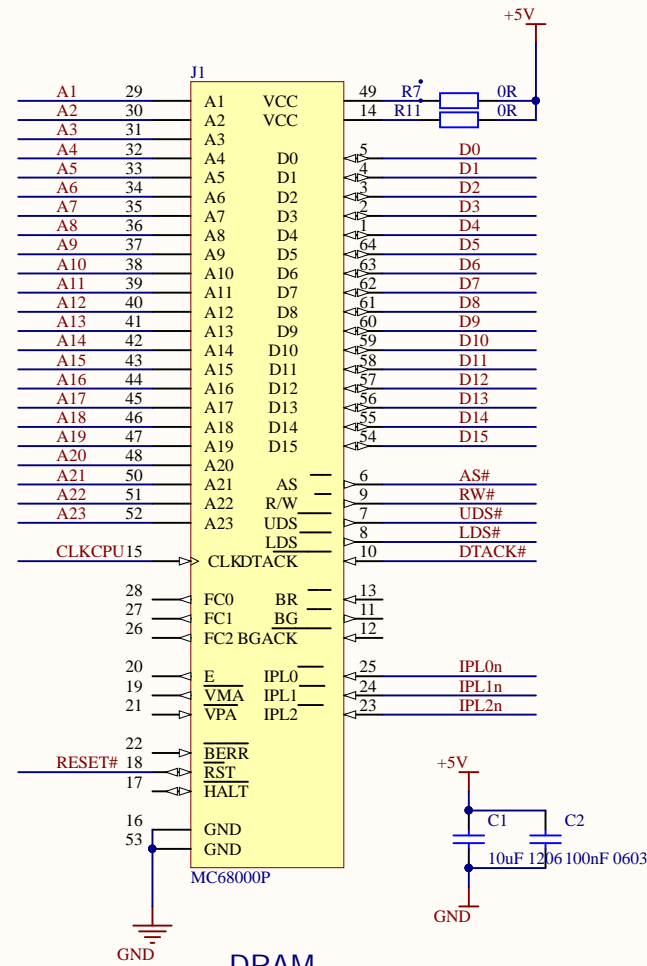 +5V
J1
A1 29 A1 VCC 49 R7 0R
A2 30 A2 VCC 14 R11 0R
A3 31 A3
A4 32 A4 D0 5 D0
A5 33 A5 D1 4 D1
A6 34 A6 D2 3 D2
A7 35 A7 D3 2 D3
A8 36 A8 D4 1 D4
A9 37 A9 D5 64 D5
A10 38 A10 D6 63 D6
A11 39 A11 D7 62 D7
A12 40 A12 D8 61 D8
A13 41 A13 D9 60 D9
A14 42 A14 D10 59 D10
A15 43 A15 D11 58 D11
A16 44 A16 D12 57 D12
A17 45 A17 D13 56 D13
A18 46 A18 D14 55 D14
A19 47 A19 D15 54 D15
A20 48 A20
A21 50 A21 AS 6 AS#
A22 51 A22 R/W 9 RW#
A23 52 A23 UDS 7 UDS#
LDS 8 LDS#
CLKCPU 15 CLK DTACK 10 DTACK#
28 FC0 BR 13
27 FC1 BG 11
26 FC2 BGACK 12
20 E IPL0 25 IPL0n
19 VMA IPL1 24 IPL1n
21 VPA IPL2 23 IPL2n
22 BERR
RESET# 18 RST
17 HALT
+5V
16 GND
53 GND
C1 C2
10uF 1206 100nF 0603
MC68000P
GND
GND
DRAM